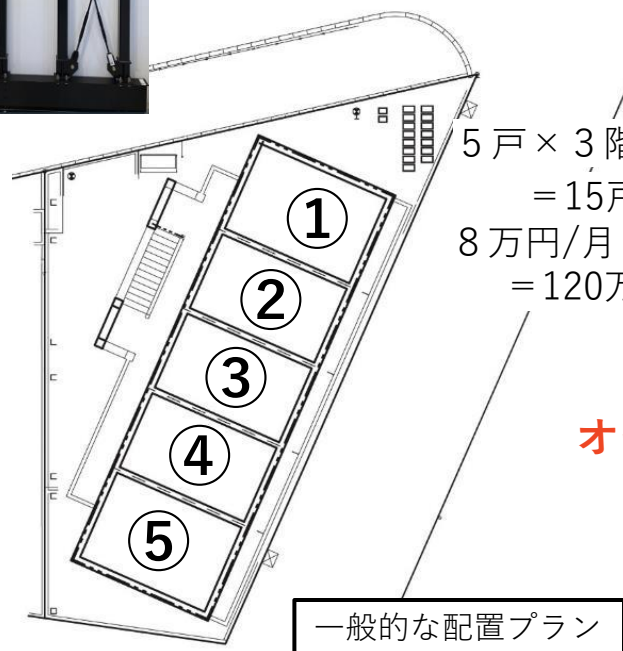 ①
②
③
④
⑤
5戸×3階
=15戸
8万円/月
=120万
オ
一般的な配置プラン